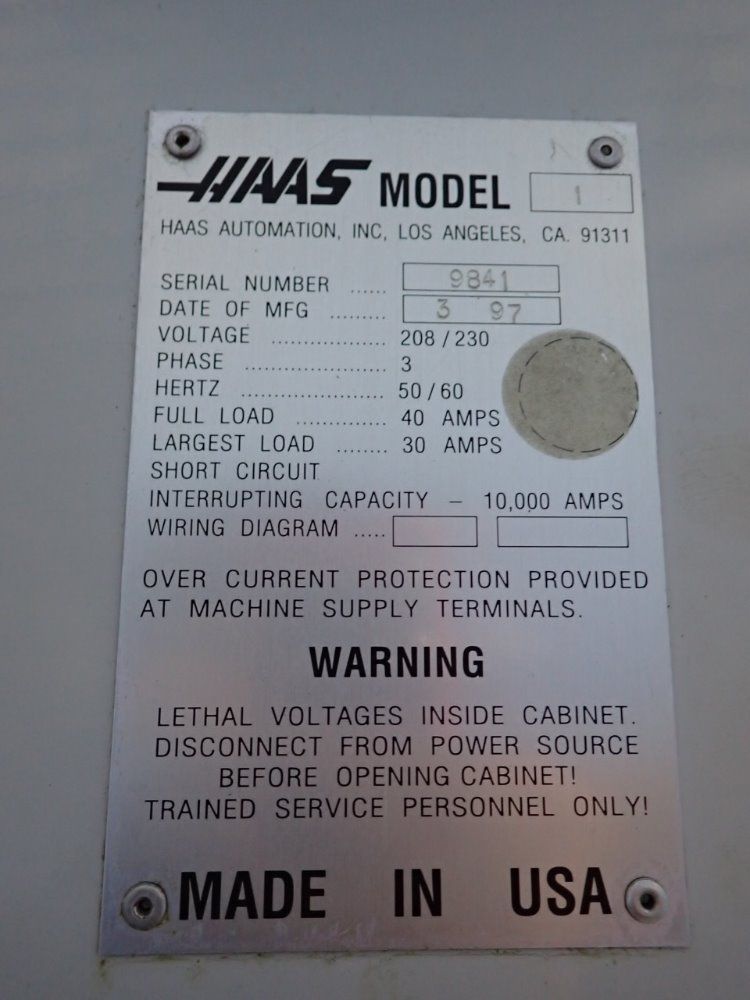 HAAS MODEL 1
HAAS AUTOMATION, INC, LOS ANGELES, CA. 91311
SERIAL NUMBER ...... 9841
DATE OF MFG ......... 3 97
VOLTAGE .................. 208/230
PHASE ...................... 3
HERTZ ....................... 50/60
FULL LOAD .............. 40 AMPS
LARGEST LOAD ........ 30 AMPS
SHORT CIRCUIT
INTERRUPTING CAPACITY – 10,000 AMPS
WIRING DIAGRAM .....
OVER CURRENT PROTECTION PROVIDED
AT MACHINE SUPPLY TERMINALS.
WARNING
LETHAL VOLTAGES INSIDE CABINET.
DISCONNECT FROM POWER SOURCE
BEFORE OPENING CABINET!
TRAINED SERVICE PERSONNEL ONLY!
MADE IN USA